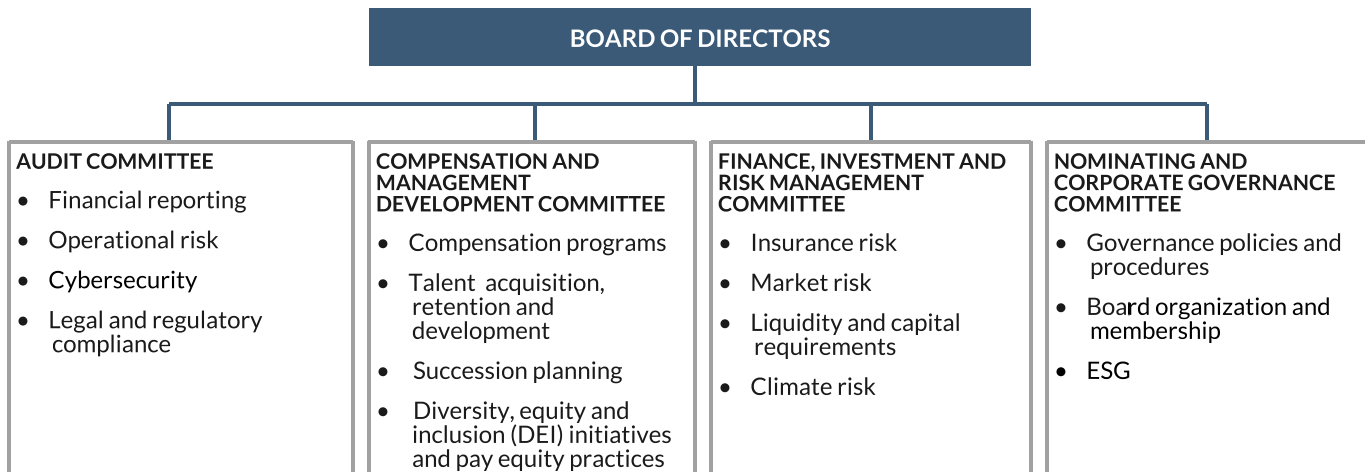 BOARD OF DIRECTORS
AUDIT COMMITTEE
• Financial reporting
• Operational risk
• Cybersecurity
• Legal and regulatory
compliance
COMPENSATION AND
MANAGEMENT
DEVELOPMENT COMMITTEE
• Compensation programs
• Talent acquisition,
retention and
development
• Succession planning
• Diversity, equity and
inclusion (DEI) initiatives
and pay equity practices
FINANCE, INVESTMENT AND
RISK MANAGEMENT
COMMITTEE
• Insurance risk
• Market risk
• Liquidity and capital
requirements
• Climate risk
NOMINATING AND
CORPORATE GOVERNANCE
COMMITTEE
• Governance policies and
procedures
• Board organization and
membership
• ESG